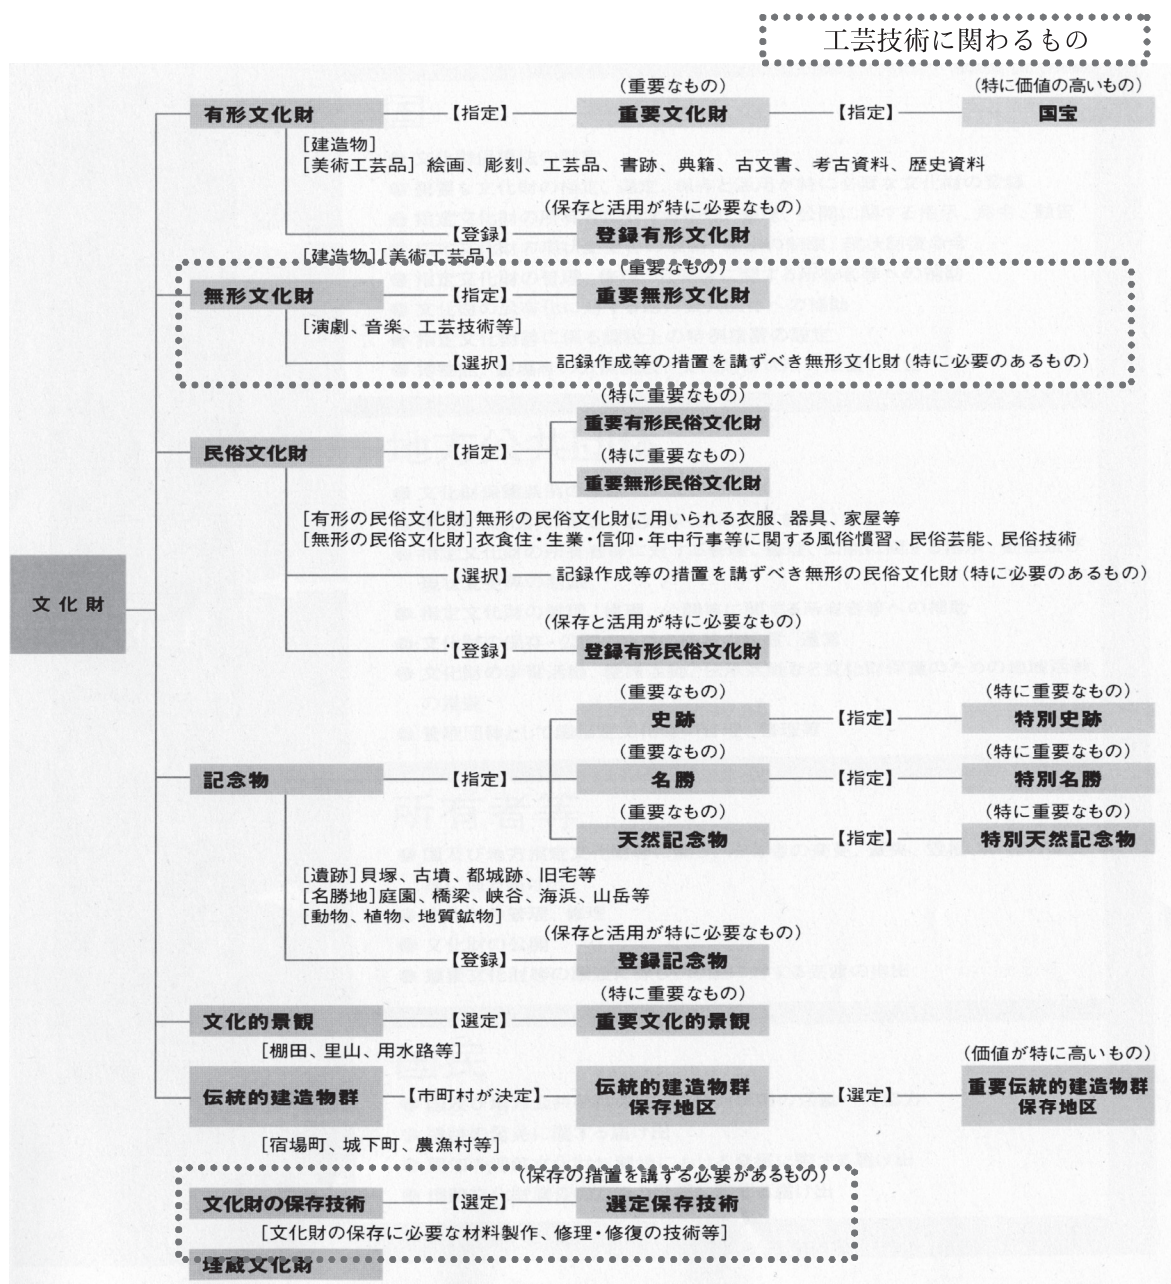 工芸技術に関わるもの
(重要なもの) (特に価値の高いもの)
有形文化財 【指定】 重要文化財 【指定】 国宝
[建造物]
[美術工芸品] 絵画、彫刻、工芸品、書跡、典籍、古文書、考古資料、歴史資料
(保存と活用が特に必要なもの)
【登録】 登録有形文化財
[建造物][美術工芸品]
(重要なもの)
無形文化財 【指定】 重要無形文化財
[演劇、音楽、工芸技術等]
【選択】 記録作成等の措置を講ずべき無形文化財(特に必要のあるもの)
(特に重要なもの)
重要有形民俗文化財
民俗文化財 【指定】
(特に重要なもの)
重要無形民俗文化財
[有形の民俗文化財]無形の民俗文化財に用いられる衣服、器具、家屋等
[無形の民俗文化財]衣食住・生業・信仰・年中行事等に関する風俗慣習、民俗芸能、民俗技術
【選択】 記録作成等の措置を講ずべき無形の民俗文化財(特に必要のあるもの)
文化財
(保存と活用が特に必要なもの)
【登録】 登録有形民俗文化財
(重要なもの) (特に重要なもの)
史跡 【指定】 特別史跡
(重要なもの) (特に重要なもの)
記念物 【指定】 名勝 【指定】 特別名勝
(重要なもの) (特に重要なもの)
天然記念物 【指定】 特別天然記念物
[遺跡]貝塚、古墳、都城跡、旧宅等
[名勝地]庭園、橋梁、峡谷、海浜、山岳等
[動物、植物、地質鉱物]
(保存と活用が特に必要なもの)
【登録】 登録記念物
(特に重要なもの)
文化的景観 【選定】 重要文化的景観
[棚田、里山、用水路等]
(価値が特に高いもの)
伝統的建造物群 【市町村が決定】 伝統的建造物群 【選定】 重要伝統的建造物群
保存地区 保存地区
[宿場町、城下町、農漁村等]
(保存の措置を講する必要があるもの)
文化財の保存技術 【選定】 選定保存技術
[文化財の保存に必要な材料製作、修理・修復の技術等]
埋蔵文化財